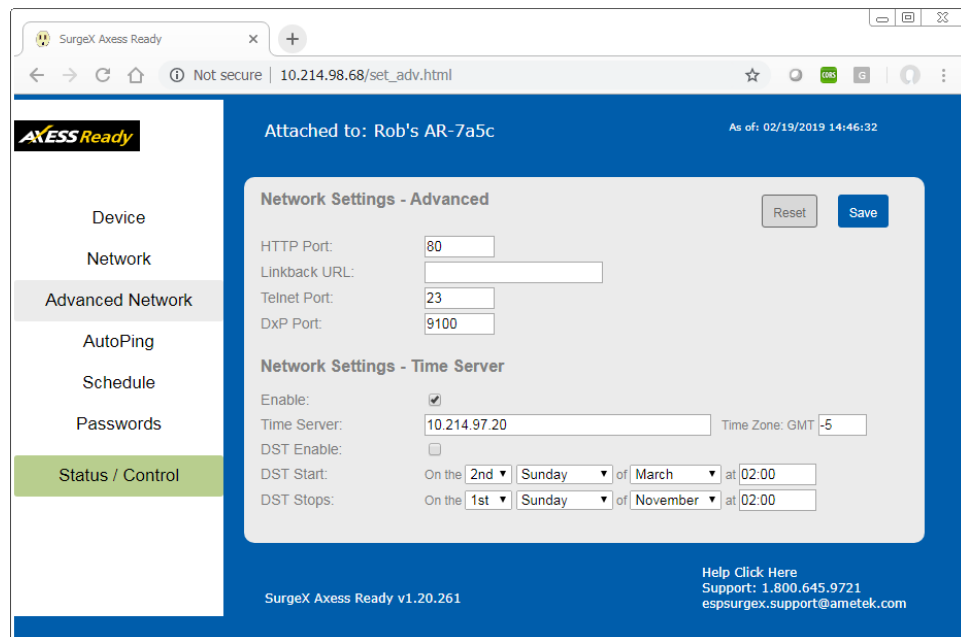 SurgeX Axess Ready
Not secure | 10.214.98.68/set_adv.html
CORS
G
AXESS Ready
Attached to: Rob's AR-7a5c
As of: 02/19/2019 14:46:32
Device
Network
Advanced Network
AutoPing
Schedule
Passwords
Status / Control
Network Settings - Advanced
Reset
Save
HTTP Port: 80
Linkback URL:
Telnet Port: 23
DxP Port: 9100
Network Settings - Time Server
Enable:
Time Server: 10.214.97.20 Time Zone: GMT -5
DST Enable:
DST Start: On the 2nd Sunday of March at 02:00
DST Stops: On the 1st Sunday of November at 02:00
SurgeX Axess Ready v1.20.261
Help Click Here
Support: 1.800.645.9721
espsurgex.support@ametek.com